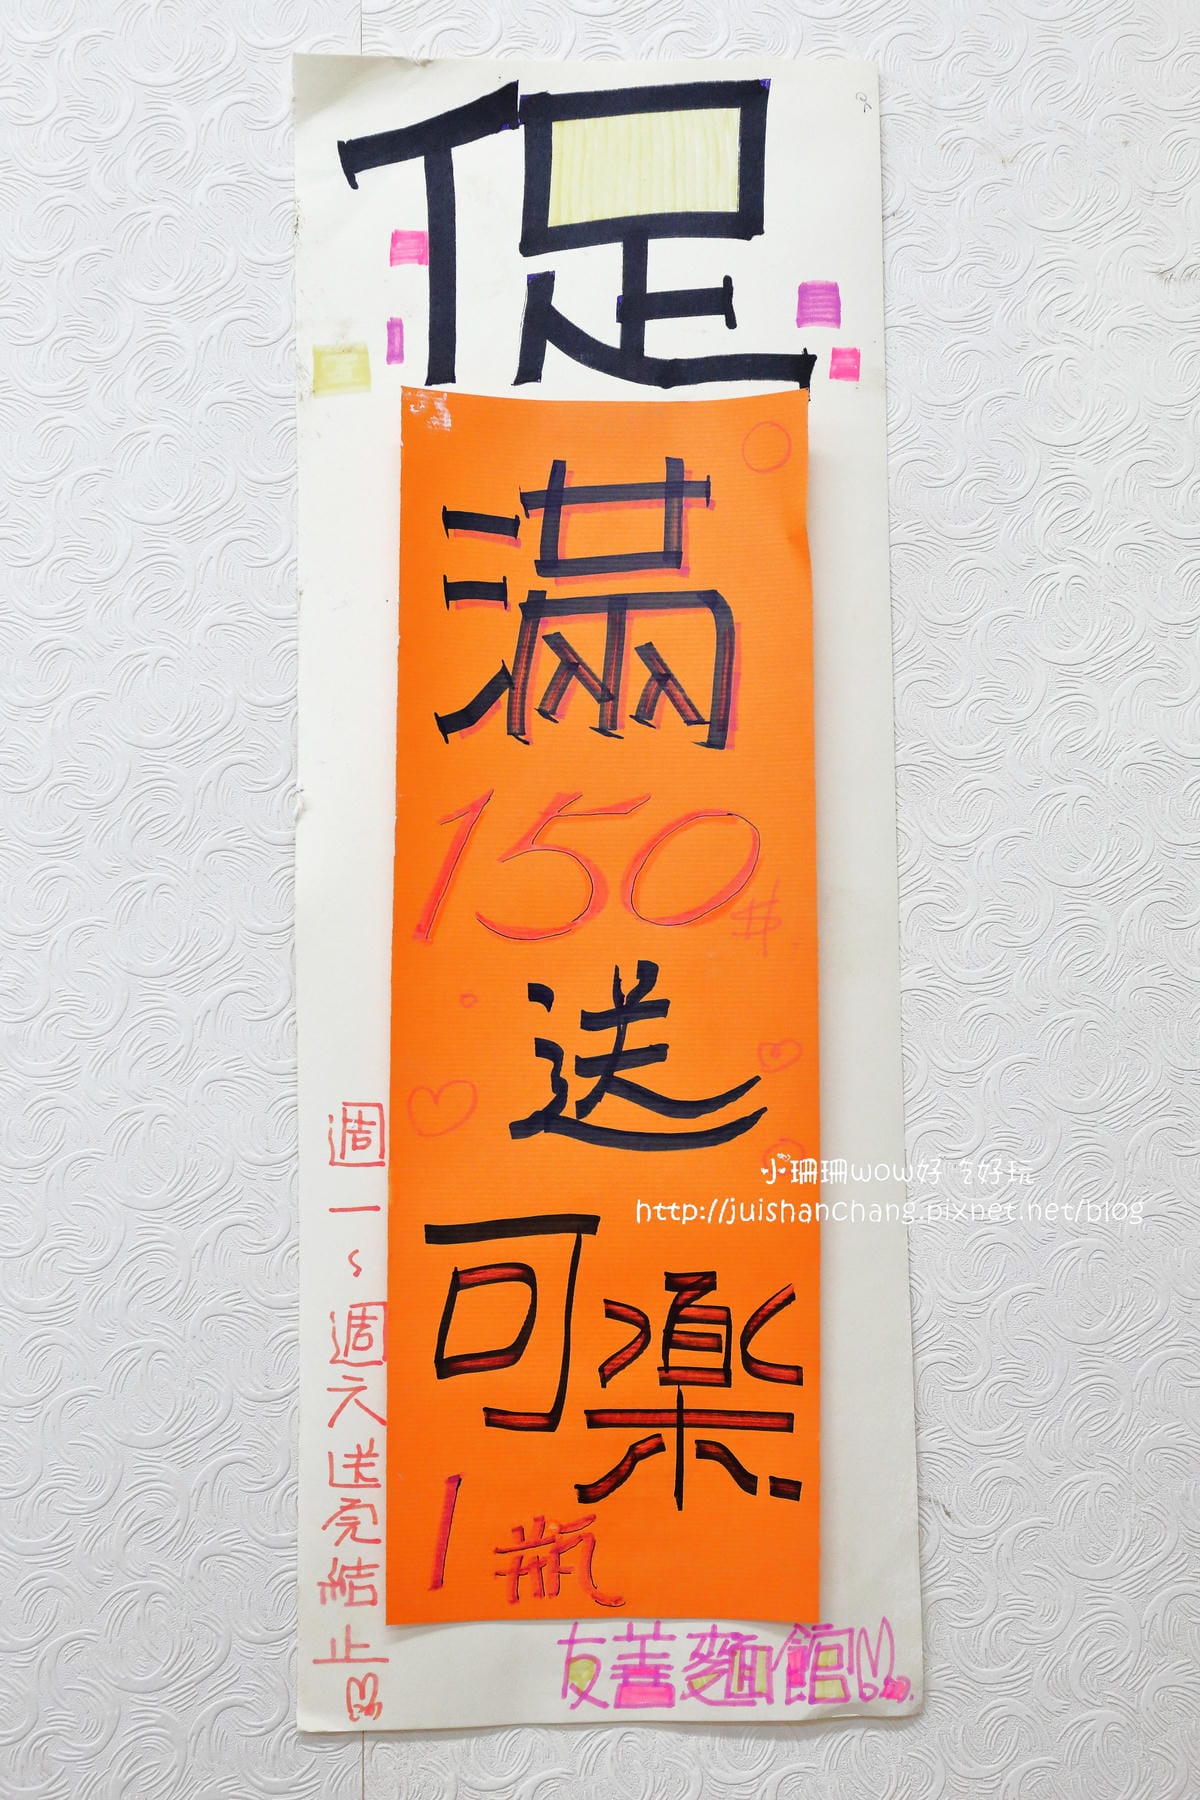 促
滿
150$
送
可樂
1瓶
週一~週六送完結止
友善麵館
小珊珊wow好吃好玩
http://juishanchang.pixnet.net/blog